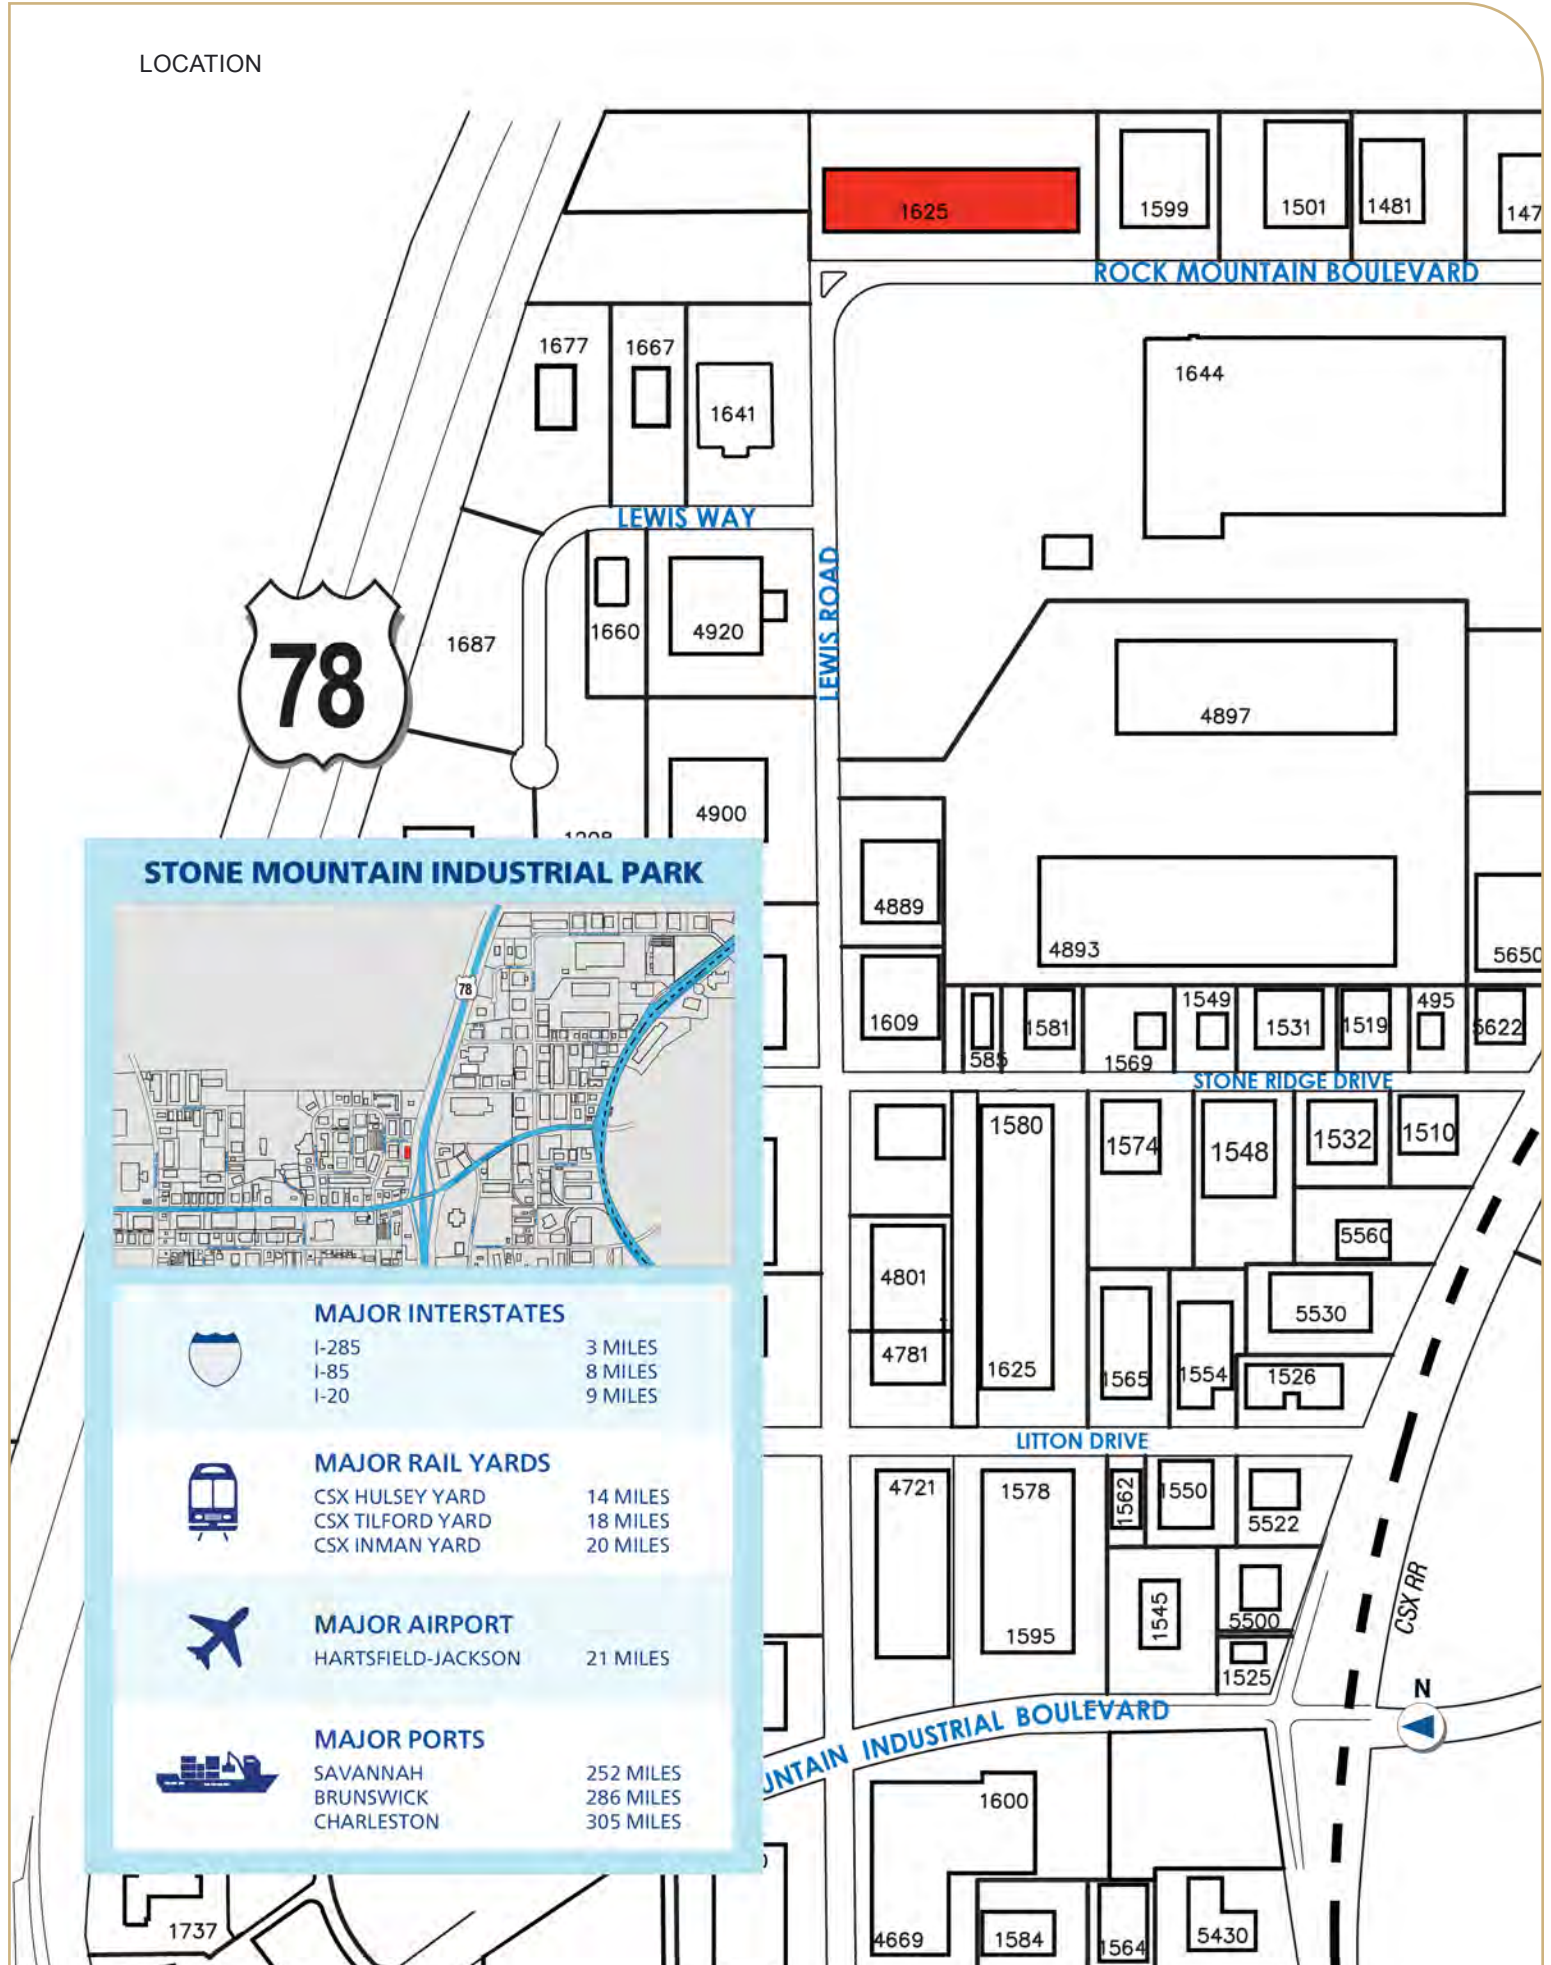 LOCATION
1625
1599
1501
1481
147
ROCK MOUNTAIN BOULEVARD
1677
1667
1641
1644
LEWIS WAY
LEWIS ROAD
1660
4920
1687
78
4897
4900
4889
4893
5650
1609
585
1581
1569
1549
1531
1519
495
5622
STONE RIDGE DRIVE
1580
1574
1548
1532
1510
5560
4801
5530
4781
1625
1565
1554
1526
LITTON DRIVE
4721
1578
1562
1550
5522
1545
5500
1595
1525
CSX RR
N
UNTAIN INDUSTRIAL BOULEVARD
1600
4669
1584
1564
5430
1737
STONE MOUNTAIN INDUSTRIAL PARK
78
MAJOR INTERSTATES
I-285 3 MILES
I-85 8 MILES
I-20 9 MILES
MAJOR RAIL YARDS
CSX HULSEY YARD 14 MILES
CSX TILFORD YARD 18 MILES
CSX INMAN YARD 20 MILES
MAJOR AIRPORT
HARTSFIELD-JACKSON 21 MILES
MAJOR PORTS
SAVANNAH 252 MILES
BRUNSWICK 286 MILES
CHARLESTON 305 MILES